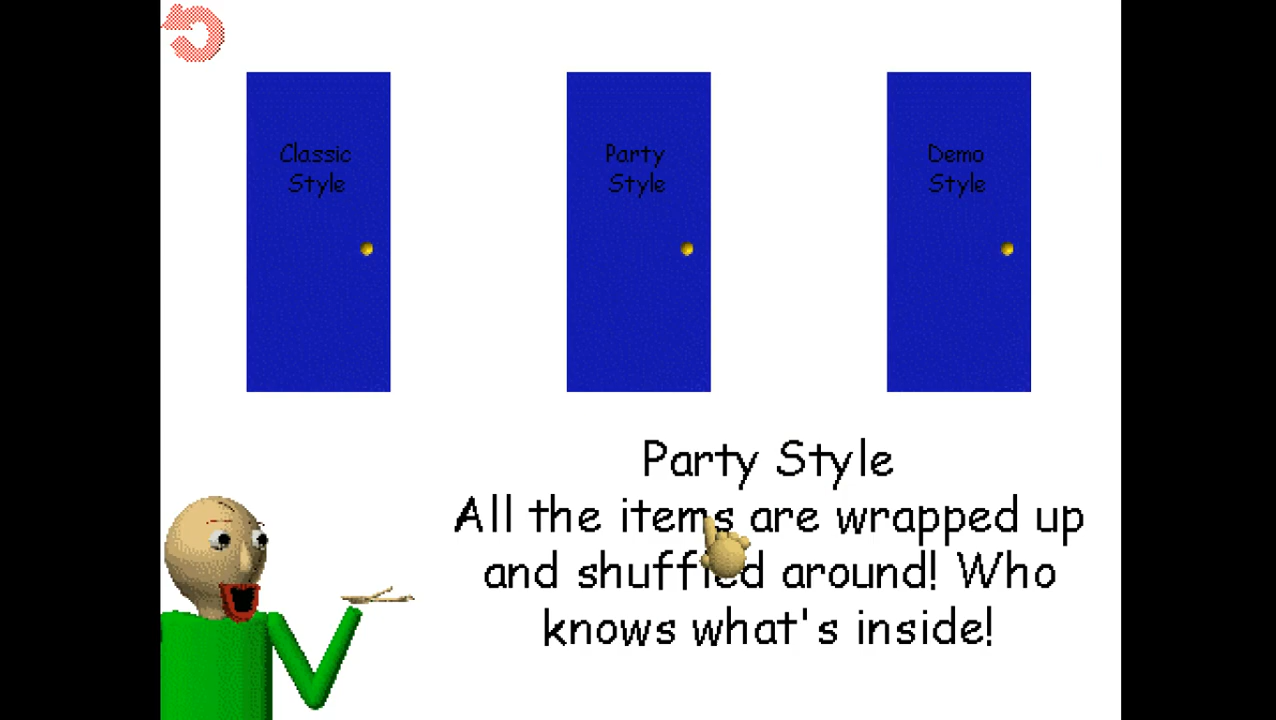 Classic
Style
Party
Style
Demo
Style
Party Style
All the items are wrapped up
and shuffled around! Who
knows what's inside!